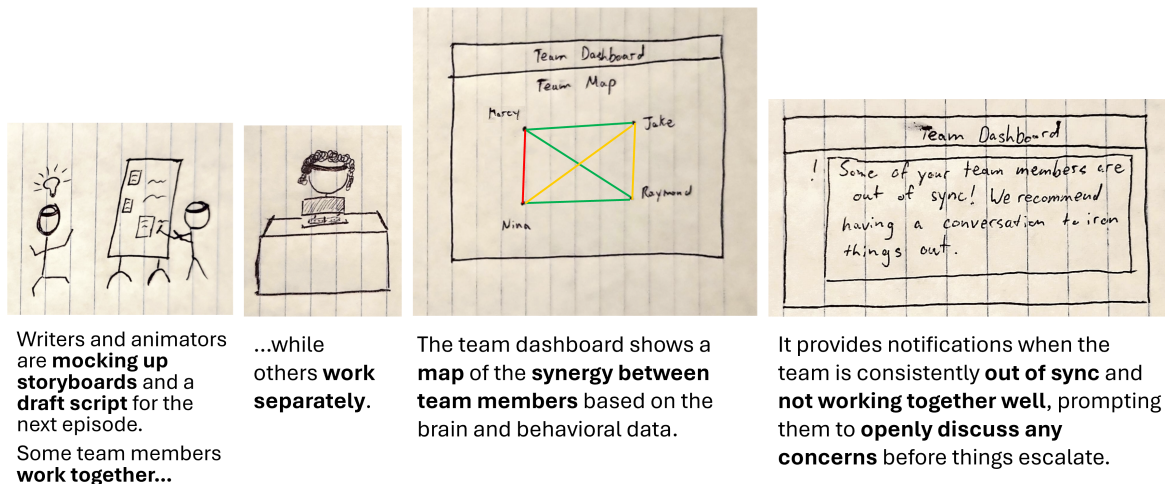 Team Dashboard
Team Map
Marcy
Jake
Raymond
Nina
Team Dashboard
! Some of your team members are
out of sync! We recommend
having a conversation to iron
things out.
Writers and animators
are mocking up
storyboards and a
draft script for the
next episode.
Some team members
work together...
...while
others work
separately.
The team dashboard shows a
map of the synergy between
team members based on the
brain and behavioral data.
It provides notifications when the
team is consistently out of sync and
not working together well, prompting
them to openly discuss any
concerns before things escalate.